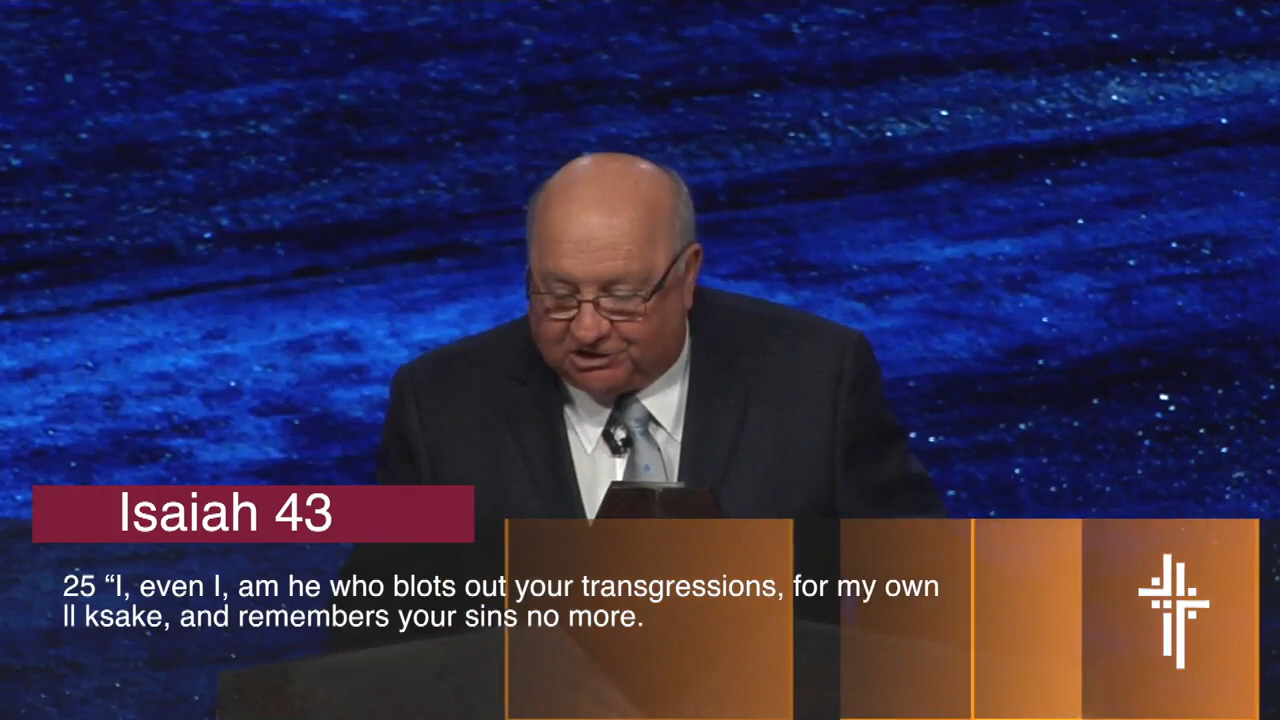 Isaiah 43
25 “I, even I, am he who blots out your transgressions, for my own
ll ksake, and remembers your sins no more.